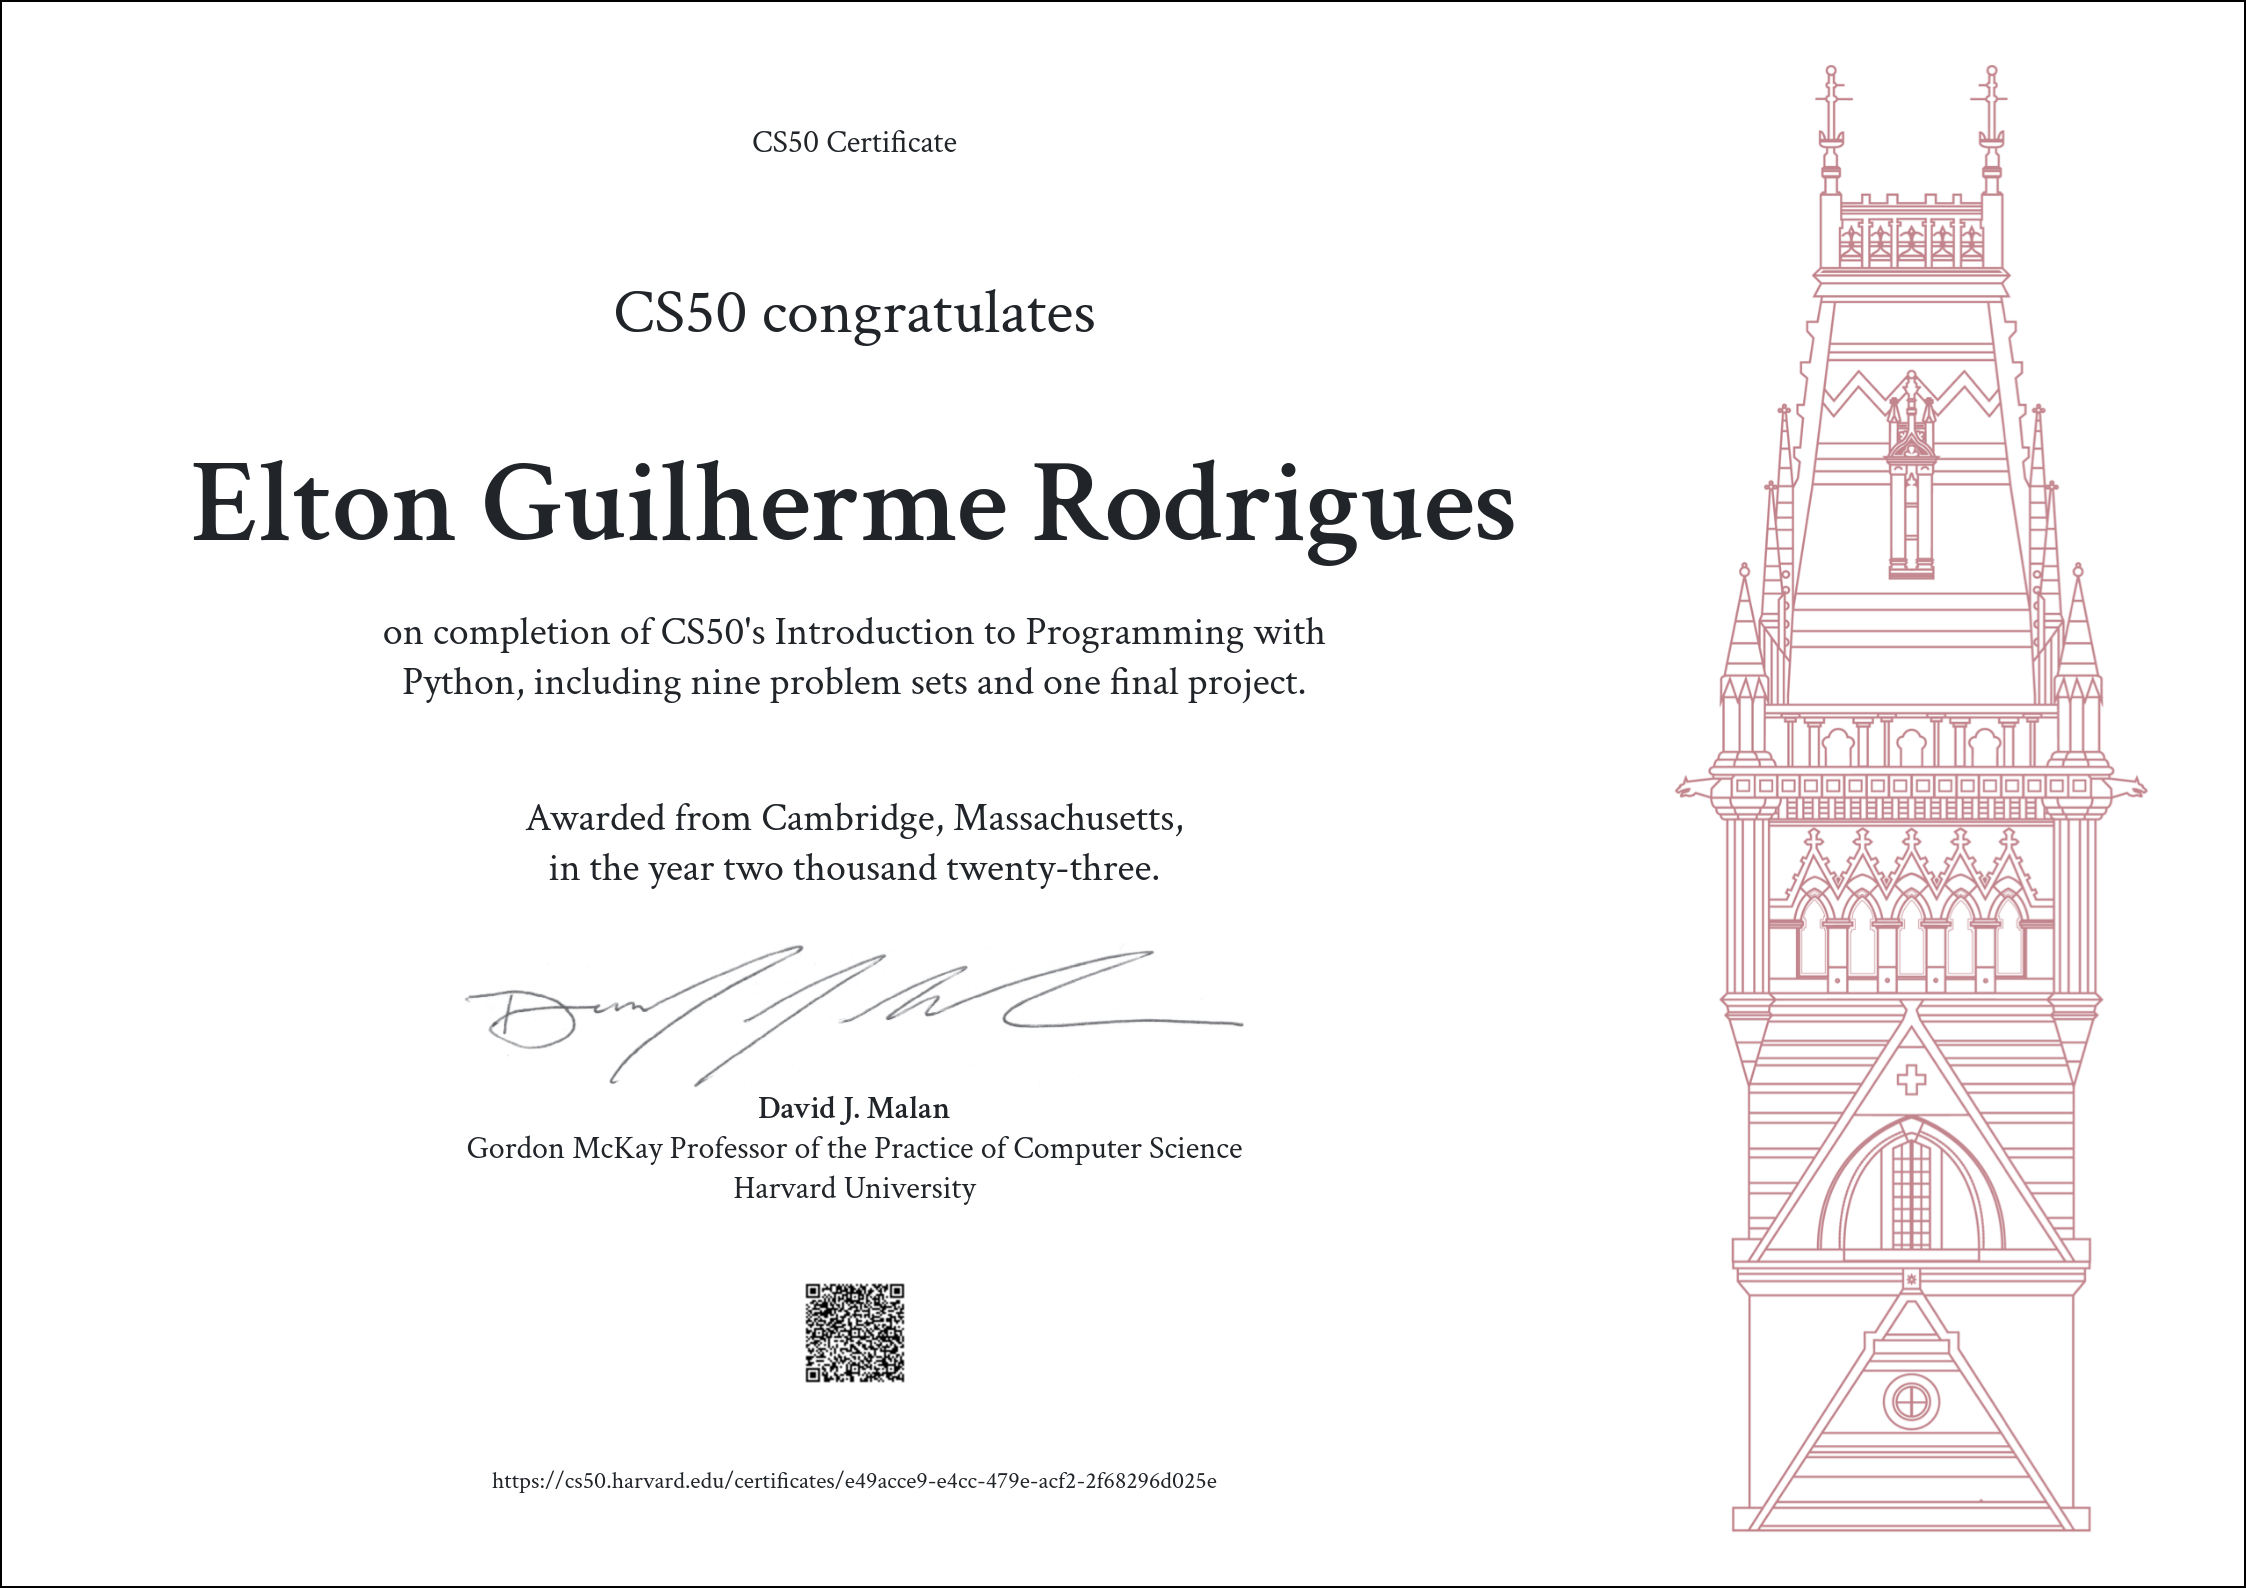 CS50 Certificate
CS50 congratulates
Elton Guilherme Rodrigues
on completion of CS50's Introduction to Programming with
Python, including nine problem sets and one final project.
Awarded from Cambridge, Massachusetts,
in the year two thousand twenty-three.
David J. Malan
Gordon McKay Professor of the Practice of Computer Science
Harvard University
https://cs50.harvard.edu/certificates/e49acce9-e4cc-479e-acf2-2f68296d025e